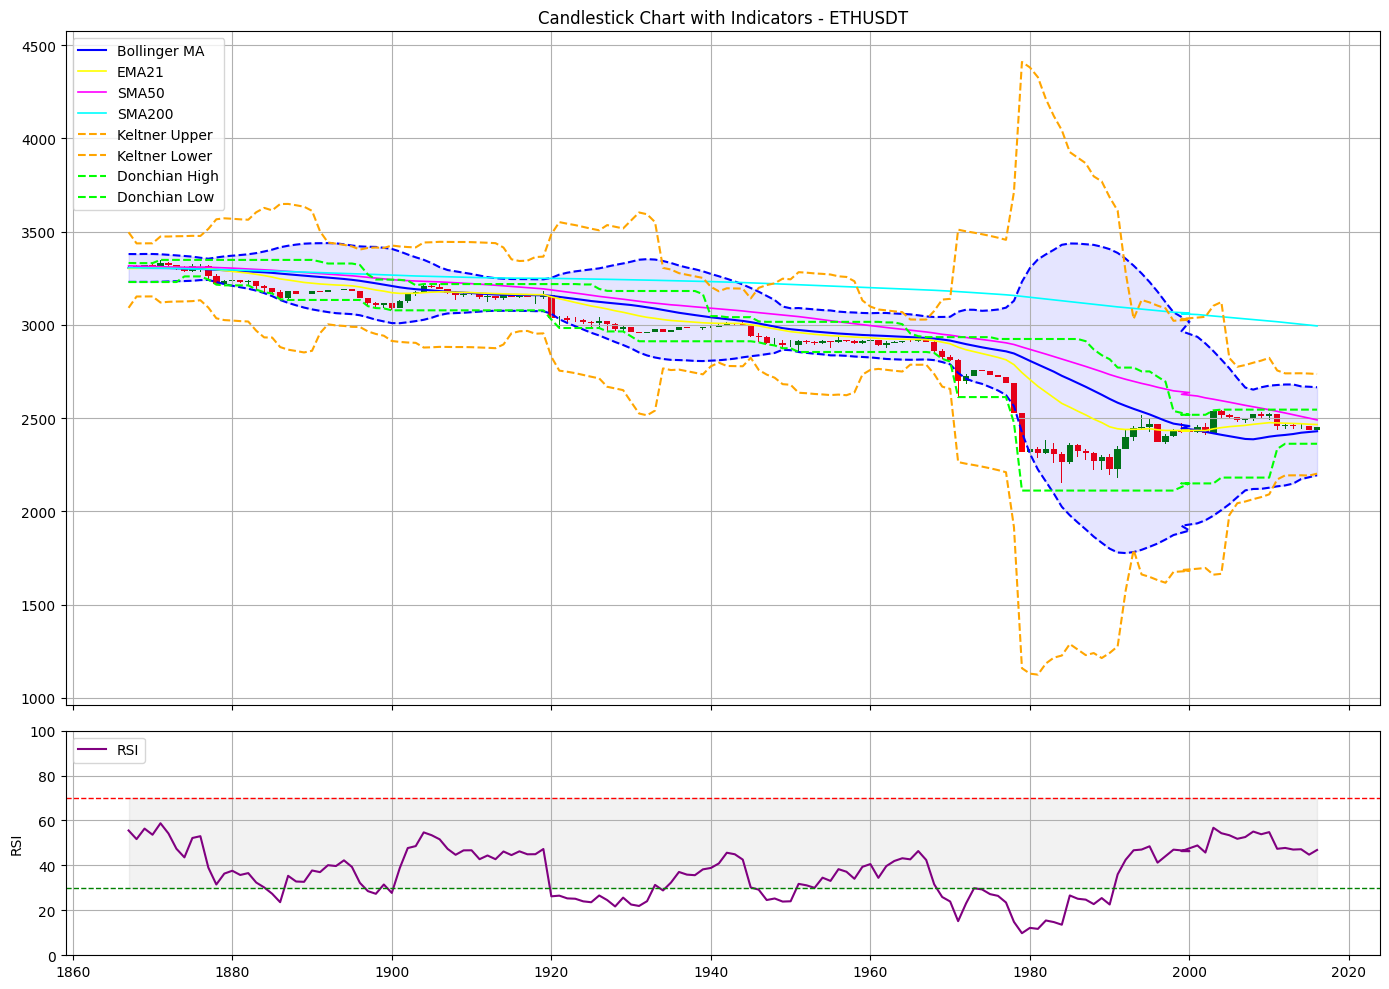 Candlestick Chart with Indicators - ETHUSDT
4500
4000
3500
3000
2500
2000
1500
1000
Bollinger MA
EMA21
SMA50
SMA200
Keltner Upper
Keltner Lower
Donchian High
Donchian Low
RSI
100
80
60
40
20
0
RSI
1860 1880 1900 1920 1940 1960 1980 2000 2020